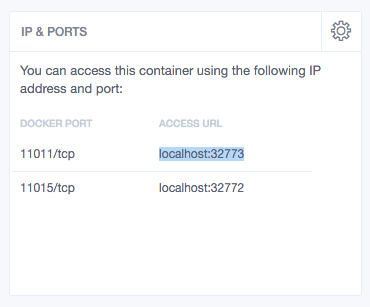 IP & PORTS
You can access this container using the following IP
address and port:
DOCKER PORT ACCESS URL
11011/tcp localhost:32773
11015/tcp localhost:32772